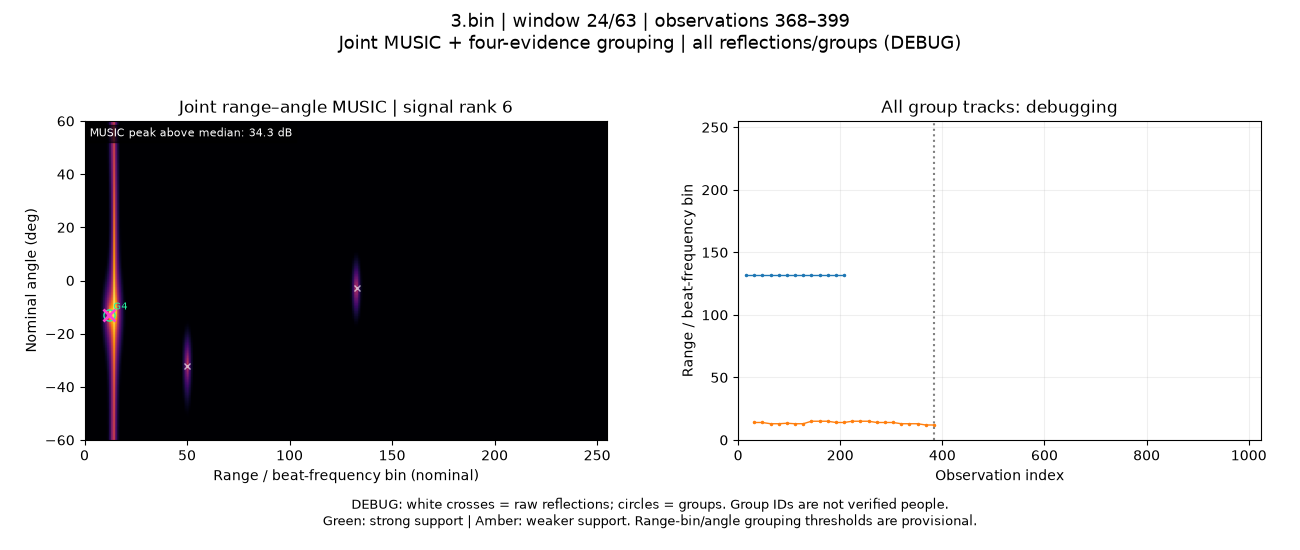 3.bin | window 24/63 | observations 368–399
Joint MUSIC + four-evidence grouping | all reflections/groups (DEBUG)
Joint range–angle MUSIC | signal rank 6
MUSIC peak above median: 34.3 dB
60
40
20
0
−20
−40
−60
Nominal angle (deg)
G4
0
50
100
150
200
250
Range / beat-frequency bin (nominal)
All group tracks: debugging
250
200
150
100
50
0
Range / beat-frequency bin
0
200
400
600
800
1000
Observation index
DEBUG: white crosses = raw reflections; circles = groups. Group IDs are not verified people.
Green: strong support | Amber: weaker support. Range-bin/angle grouping thresholds are provisional.